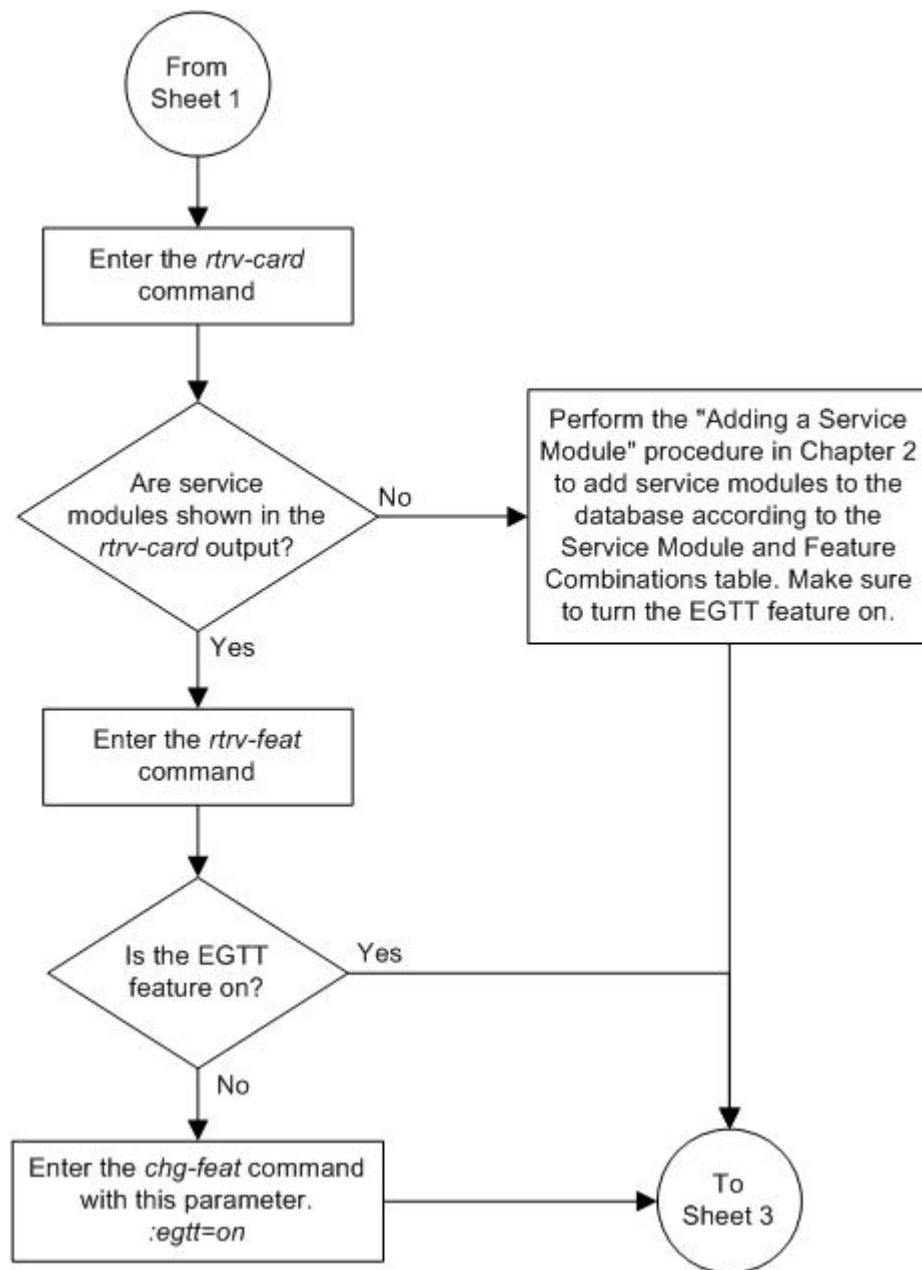 From
Sheet 1
Enter the rtrv-card
command
Are service
modules shown in the
rtrv-card output?
No
Perform the "Adding a Service
Module" procedure in Chapter 2
to add service modules to the
database according to the
Service Module and Feature
Combinations table. Make sure
to turn the EGTT feature on.
Yes
Enter the rtrv-feat
command
Is the EGTT
feature on?
Yes
No
Enter the chg-feat command
with this parameter.
:egtt=on
To
Sheet 3